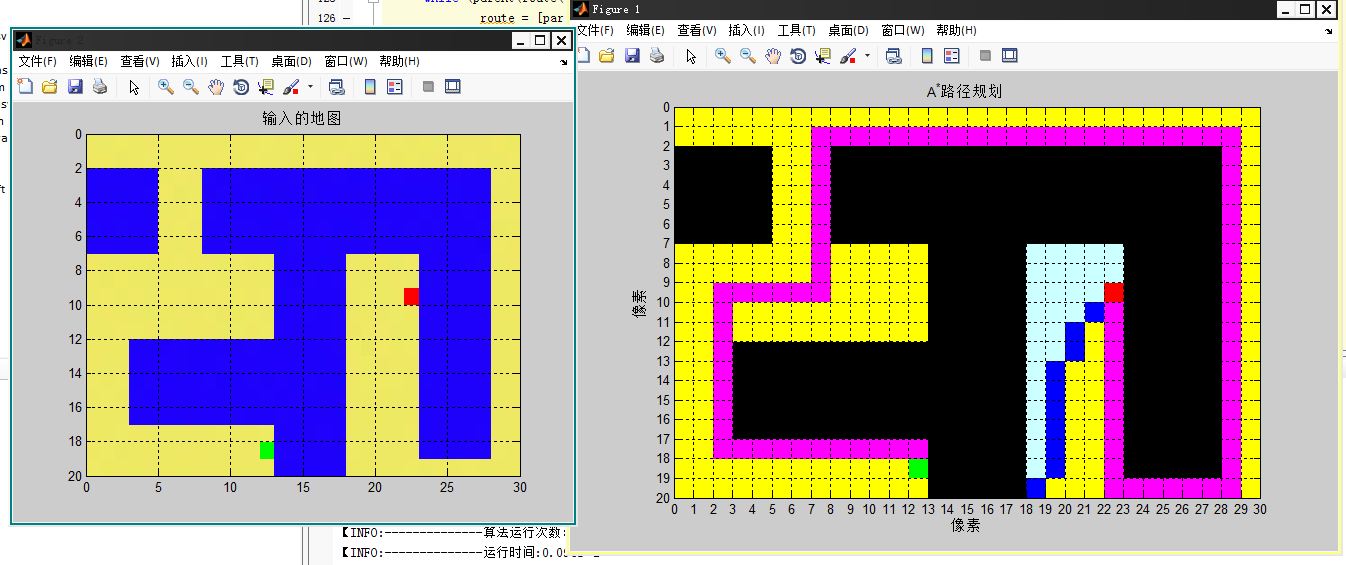 126
route = [par
Figure 2
文件(F) 编辑(E) 查看(V) 插入(I) 工具(T) 桌面(D) 窗口(W) 帮助(H)
输入的地图
0
2
4
6
8
10
12
14
16
18
20
0 5 10 15 20 25 30
Figure 1
文件(F) 编辑(E) 查看(V) 插入(I) 工具(T) 桌面(D) 窗口(W) 帮助(H)
A*路径规划
0
1
2
3
4
5
6
7
8
9
10
11
12
13
14
15
16
17
18
19
20
像素
0 1 2 3 4 5 6 7 8 9 10 11 12 13 14 15 16 17 18 19 20 21 22 23 24 25 26 27 28 29 30
像素
【INFO:--------------算法运行次数:
【INFO:--------------运行时间:0.0